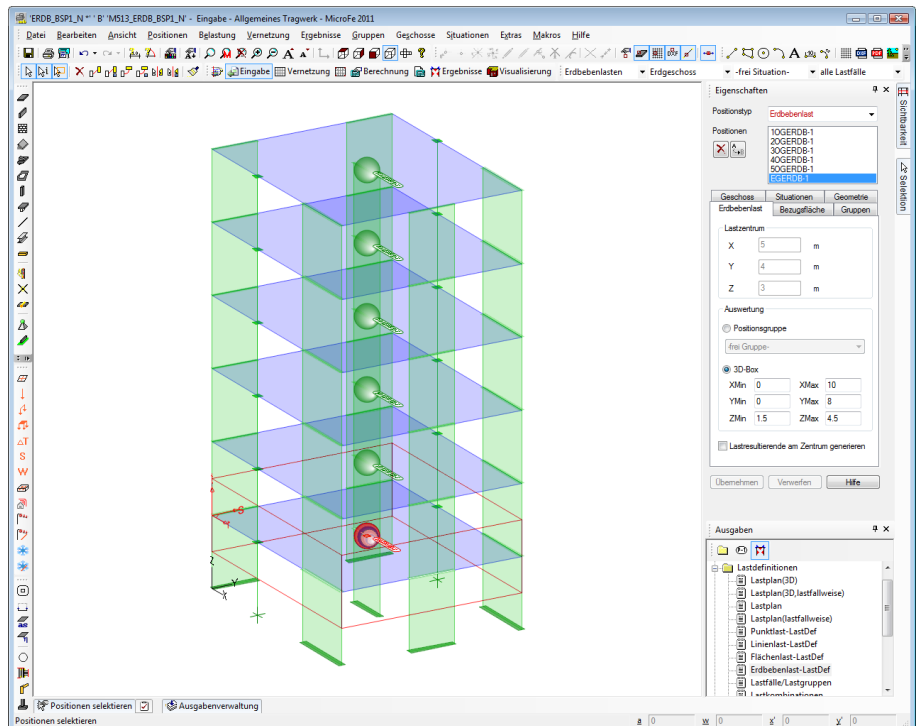 'ERDB_BSP1_N *' ' B' 'M513_ERDB_BSP1_N' - Eingabe - Allgemeines Tragwerk - MicroFe 2011
Datei Bearbeiten Ansicht Positionen Belastung Vernetzung Ergebnisse Gruppen Geschosse Situationen Extras Makros Hilfe
Eingabe Vernetzung Berechnung Ergebnisse Visualisierung Erdbebenlasten Erdgeschoss -frei Situation- alle Lastfälle
Eigenschaften
Positionstyp Erdbebenlast
Positionen
1OGERDB-1
2OGERDB-1
3OGERDB-1
4OGERDB-1
5OGERDB-1
EGERDB-1
Geschoss Situationen Geometrie
Erdbebenlast Bezugsfläche Gruppen
Lastzentrum
X 5 m
Y 4 m
Z 3 m
Auswertung
Positionsgruppe
-frei Gruppe-
3D-Box
XMin 0 XMax 10
YMin 0 YMax 8
ZMin 1.5 ZMax 4.5
Lastresultierende am Zentrum generieren
Übernehmen Verwerfen Hilfe
Sichtbarkeit
Selektion
Ausgaben
Lastdefinitionen
Lastplan(3D)
Lastplan(3D,lastfallweise)
Lastplan
Lastplan(lastfallweise)
Punktlast-LastDef
Linienlast-LastDef
Flächenlast-LastDef
Erdbebenlast-LastDef
Lastfälle/Lastgruppen
Lastkombinationen
ΔT
S
W
Z Y X
Positionen selektieren Ausgabenverwaltung
Positionen selektieren a 0 w 0 x' 0 y' 0